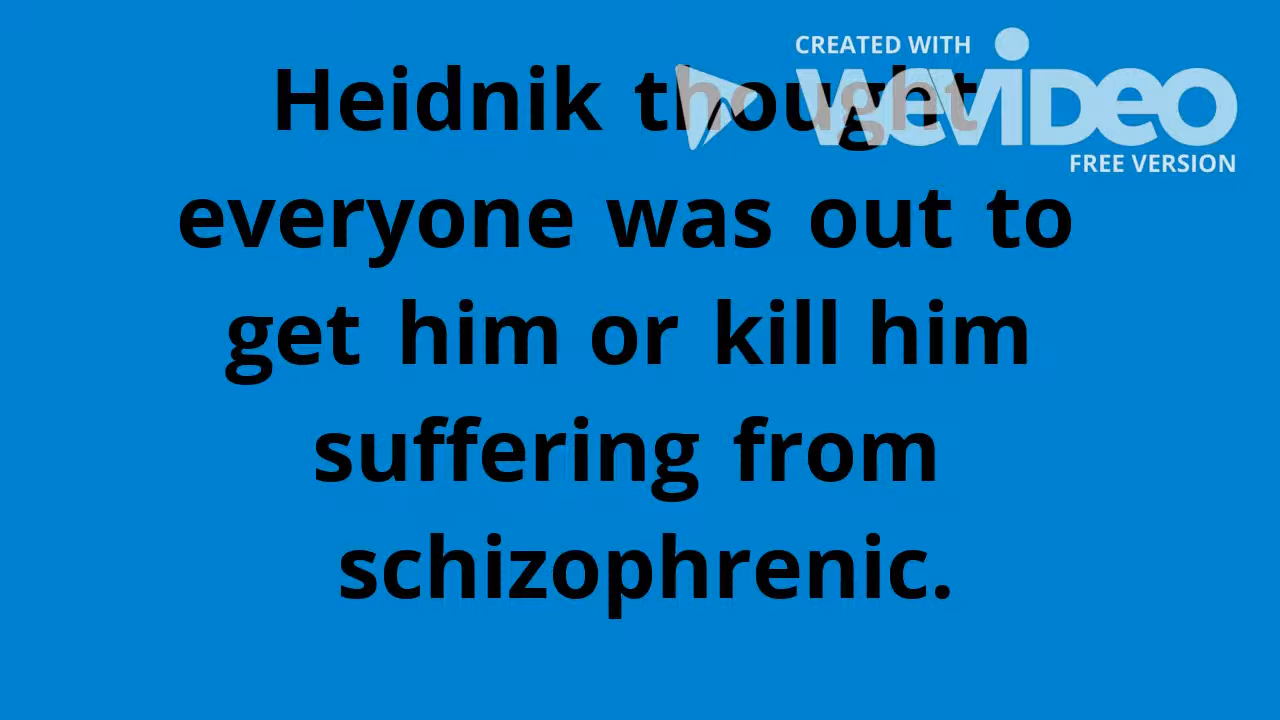 CREATED WITH
WeVideo
FREE VERSION
Heidnik thought
everyone was out to
get him or kill him
suffering from
schizophrenic.